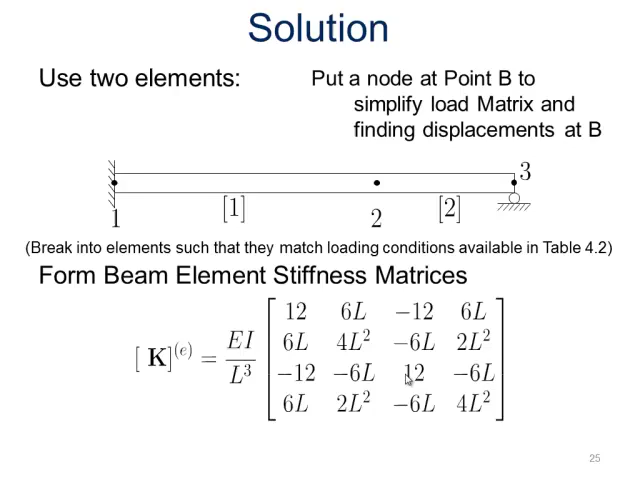 Solution
Use two elements:
Put a node at Point B to
simplify load Matrix and
finding displacements at B
1 [1] 2 [2] 3
(Break into elements such that they match loading conditions available in Table 4.2)
Form Beam Element Stiffness Matrices
[ K]^(e) = EI/L³ [
12 6L −12 6L
6L 4L² −6L 2L²
−12 −6L 12 −6L
6L 2L² −6L 4L²
]
25